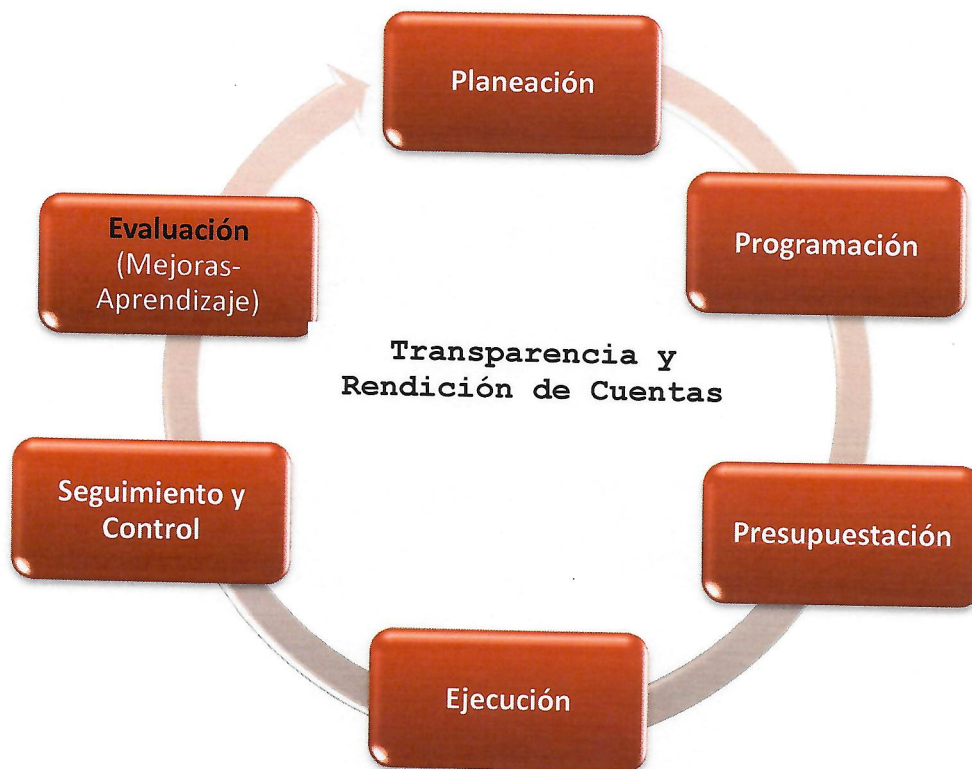 Planeación
Programación
Presupuestación
Ejecución
Seguimiento y
Control
Evaluación
(Mejoras-
Aprendizaje)
Transparencia y
Rendición de Cuentas